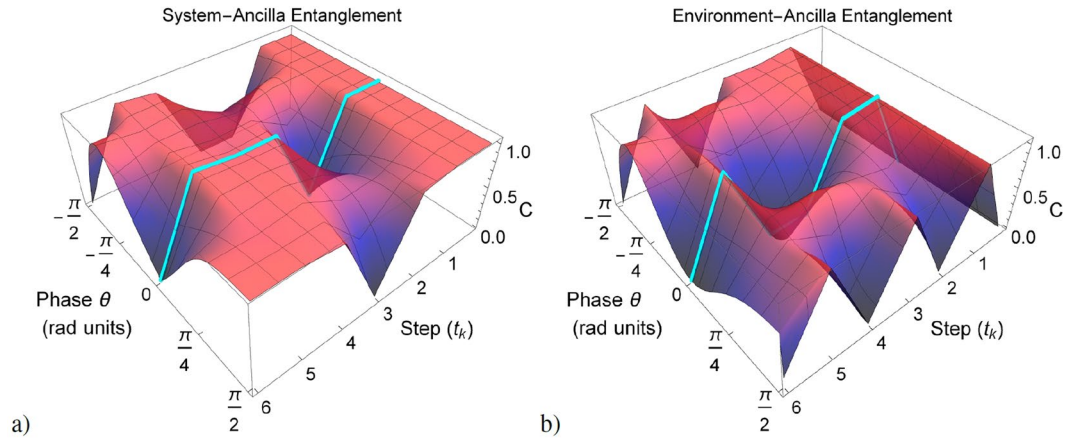 System−Ancilla Entanglement
a)
1.0
0.5
0.0
C
−π/2
−π/4
0
π/4
π/2
Phase θ
(rad units)
1
2
3
4
5
6
Step (tₖ)
Environment−Ancilla Entanglement
b)
1.0
0.5
0.0
C
−π/2
−π/4
0
π/4
π/2
Phase θ
(rad units)
1
2
3
4
5
6
Step (tₖ)